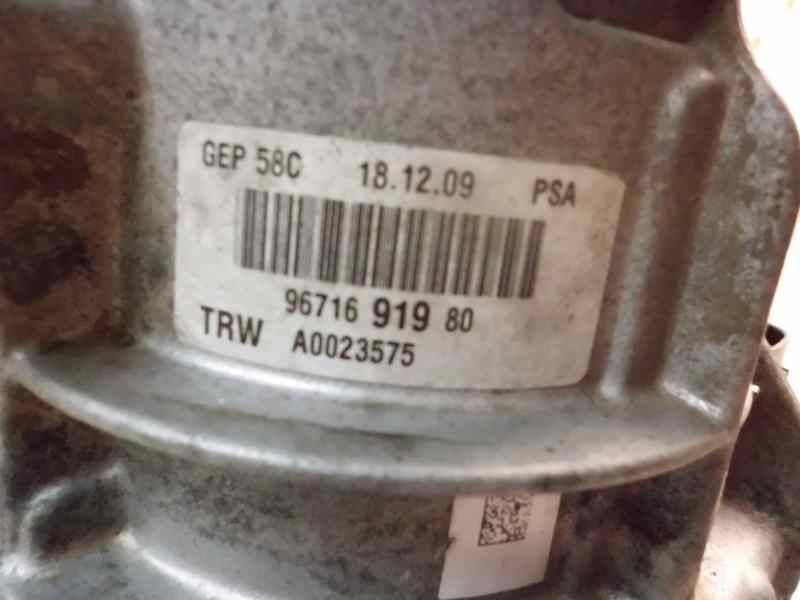 GEP 58C 18.12.09 PSA
96716 919 80
TRW A0023575